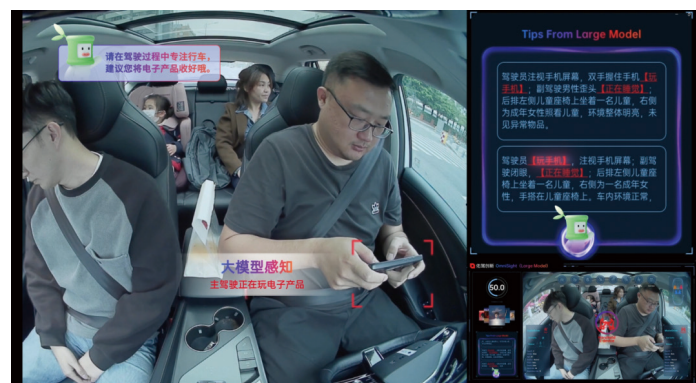 请在驾驶过程中专注行车，
建议您将电子产品收好哦。
大模型感知
主驾驶正在玩电子产品
Tips From Large Model
驾驶员注视手机屏幕，双手握住手机【玩
手机】；副驾驶男性歪头【正在睡觉】；
后排左侧儿童座椅上坐着一名儿童，右侧
为成年女性照看儿童，环境整体明亮，未
见异常物品。
驾驶员【玩手机】，注视手机屏幕；副驾
驶闭眼，【正在睡觉】；后排左侧儿童座
椅上坐着一名儿童，右侧为一名成年女
性，手搭在儿童座椅上，车内环境正常，
50.0